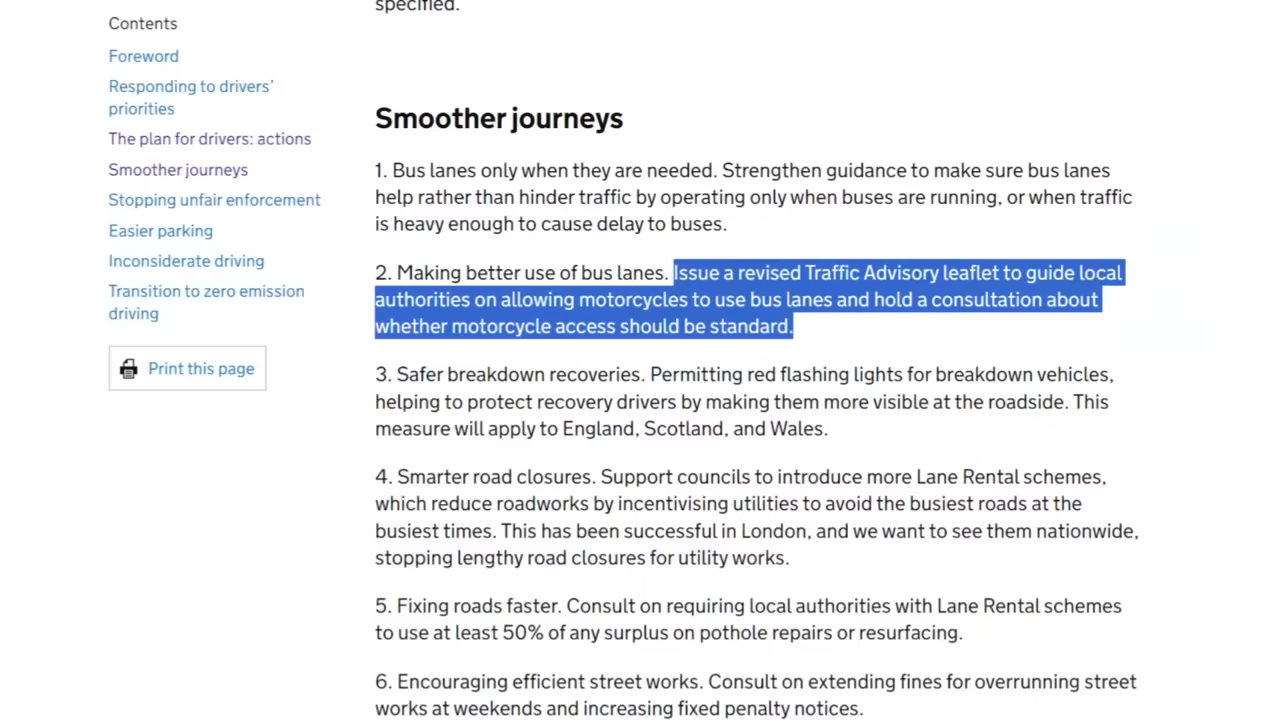 specified.
Contents
Foreword
Responding to drivers'
priorities
The plan for drivers: actions
Smoother journeys
Stopping unfair enforcement
Easier parking
Inconsiderate driving
Transition to zero emission
driving
Print this page
Smoother journeys
1. Bus lanes only when they are needed. Strengthen guidance to make sure bus lanes
help rather than hinder traffic by operating only when buses are running, or when traffic
is heavy enough to cause delay to buses.
2. Making better use of bus lanes. Issue a revised Traffic Advisory leaflet to guide local
authorities on allowing motorcycles to use bus lanes and hold a consultation about
whether motorcycle access should be standard.
3. Safer breakdown recoveries. Permitting red flashing lights for breakdown vehicles,
helping to protect recovery drivers by making them more visible at the roadside. This
measure will apply to England, Scotland, and Wales.
4. Smarter road closures. Support councils to introduce more Lane Rental schemes,
which reduce roadworks by incentivising utilities to avoid the busiest roads at the
busiest times. This has been successful in London, and we want to see them nationwide,
stopping lengthy road closures for utility works.
5. Fixing roads faster. Consult on requiring local authorities with Lane Rental schemes
to use at least 50% of any surplus on pothole repairs or resurfacing.
6. Encouraging efficient street works. Consult on extending fines for overrunning street
works at weekends and increasing fixed penalty notices.